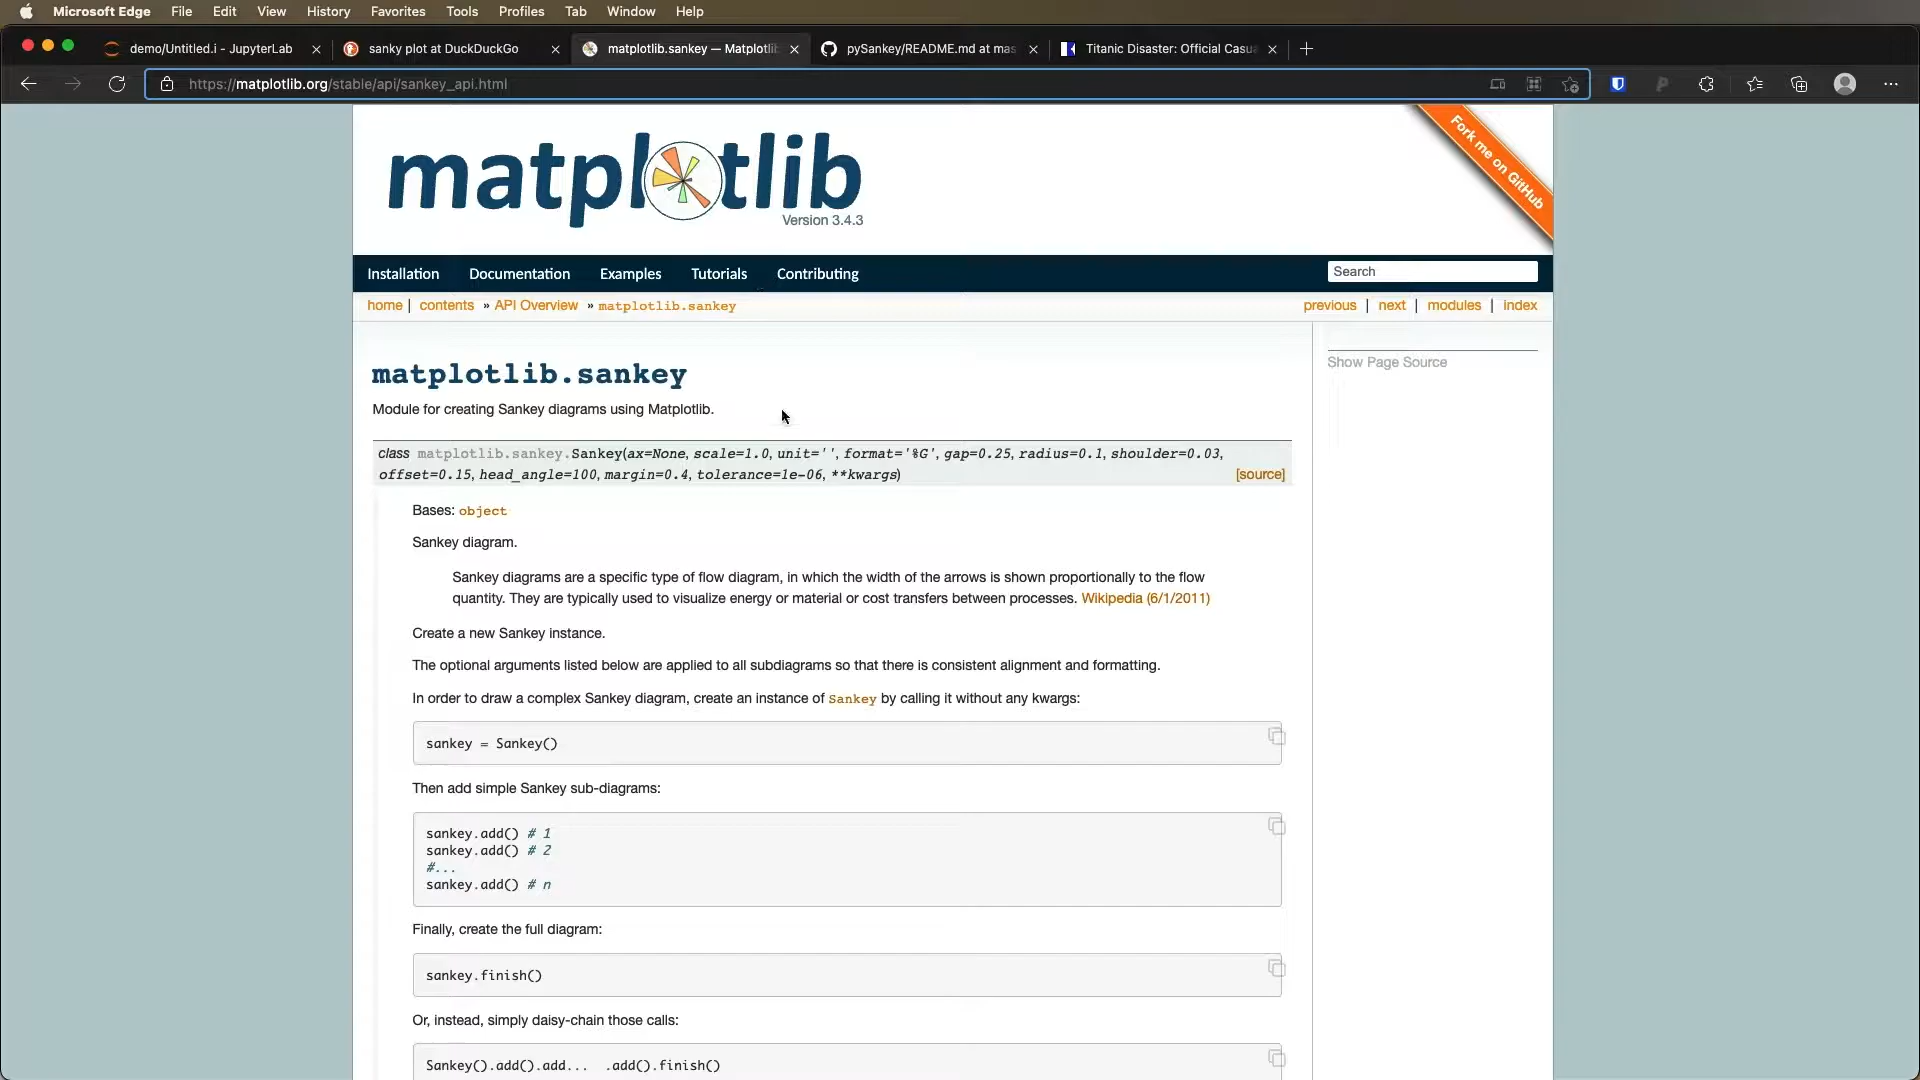 Microsoft Edge File Edit View History Favorites Tools Profiles Tab Window Help
demo/Untitled.i - JupyterLab
sanky plot at DuckDuckGo
matplotlib.sankey — Matplotlib
pySankey/README.md at mas
Titanic Disaster: Official Casua
https://matplotlib.org/stable/api/sankey_api.html
matplotlib
Version 3.4.3
Fork me on GitHub
Installation Documentation Examples Tutorials Contributing
Search
home | contents » API Overview » matplotlib.sankey
previous | next | modules | index
matplotlib.sankey
Show Page Source
Module for creating Sankey diagrams using Matplotlib.
class matplotlib.sankey.Sankey(ax=None, scale=1.0, unit='', format='%G', gap=0.25, radius=0.1, shoulder=0.03,
offset=0.15, head_angle=100, margin=0.4, tolerance=1e-06, **kwargs)
[source]
Bases: object
Sankey diagram.
Sankey diagrams are a specific type of flow diagram, in which the width of the arrows is shown proportionally to the flow
quantity. They are typically used to visualize energy or material or cost transfers between processes. Wikipedia (6/1/2011)
Create a new Sankey instance.
The optional arguments listed below are applied to all subdiagrams so that there is consistent alignment and formatting.
In order to draw a complex Sankey diagram, create an instance of Sankey by calling it without any kwargs:
sankey = Sankey()
Then add simple Sankey sub-diagrams:
sankey.add() # 1
sankey.add() # 2
#...
sankey.add() # n
Finally, create the full diagram:
sankey.finish()
Or, instead, simply daisy-chain those calls:
Sankey().add().add... .add().finish()